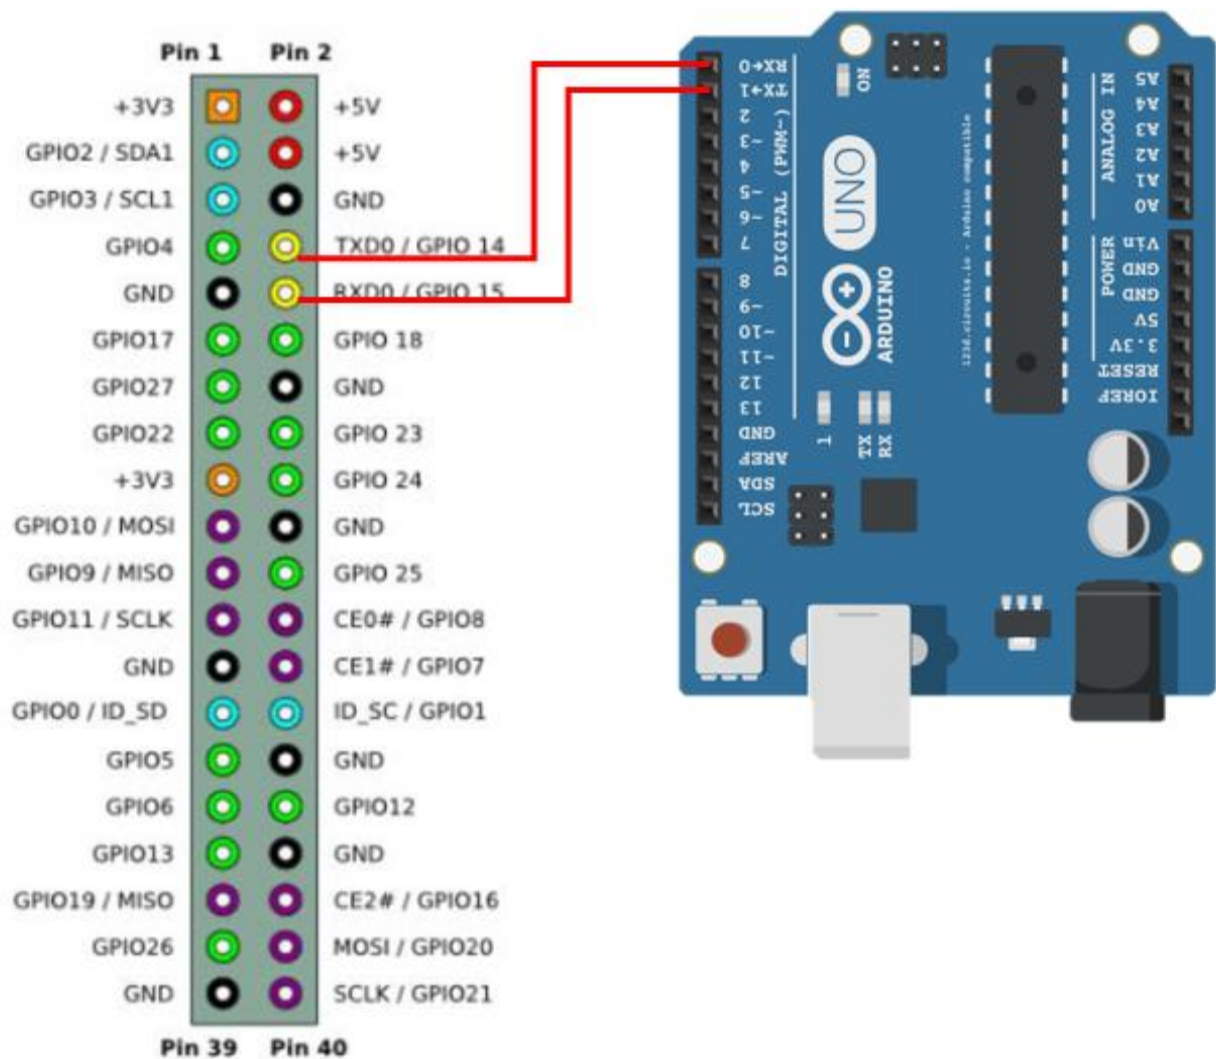 Pin 1 Pin 2
+3V3 +5V
GPIO2 / SDA1 +5V
GPIO3 / SCL1 GND
GPIO4 TXD0 / GPIO 14
GND RXD0 / GPIO 15
GPIO17 GPIO 18
GPIO27 GND
GPIO22 GPIO 23
+3V3 GPIO 24
GPIO10 / MOSI GND
GPIO9 / MISO GPIO 25
GPIO11 / SCLK CE0# / GPIO8
GND CE1# / GPIO7
GPIO0 / ID_SD ID_SC / GPIO1
GPIO5 GND
GPIO6 GPIO12
GPIO13 GND
GPIO19 / MISO CE2# / GPIO16
GPIO26 MOSI / GPIO20
GND SCLK / GPIO21
Pin 39 Pin 40
RX←0
TX→1
2
~3
4
~5
~6
7
8
~9
~10
~11
12
13
GND
AREF
SDA
SCL
DIGITAL (PWM~)
ON
UNO
ARDUINO
1
TX
RX
123d.circuits.io - Arduino compatible
ANALOG IN
A5
A4
A3
A2
A1
A0
POWER
Vin
GND
GND
5V
3.3V
RESET
IOREF